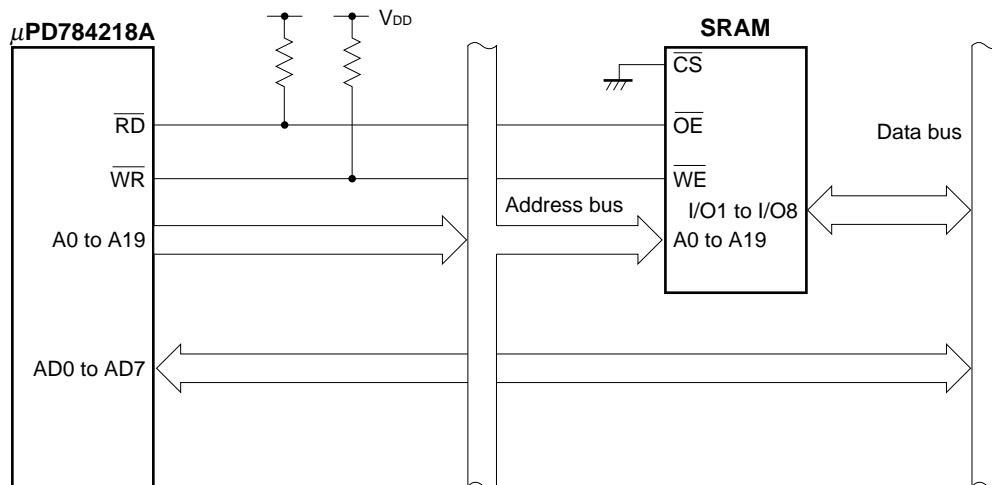 μPD784218A
VDD
SRAM
CS
RD
OE
Data bus
WR
WE
Address bus
I/O1 to I/O8
A0 to A19
A0 to A19
AD0 to AD7